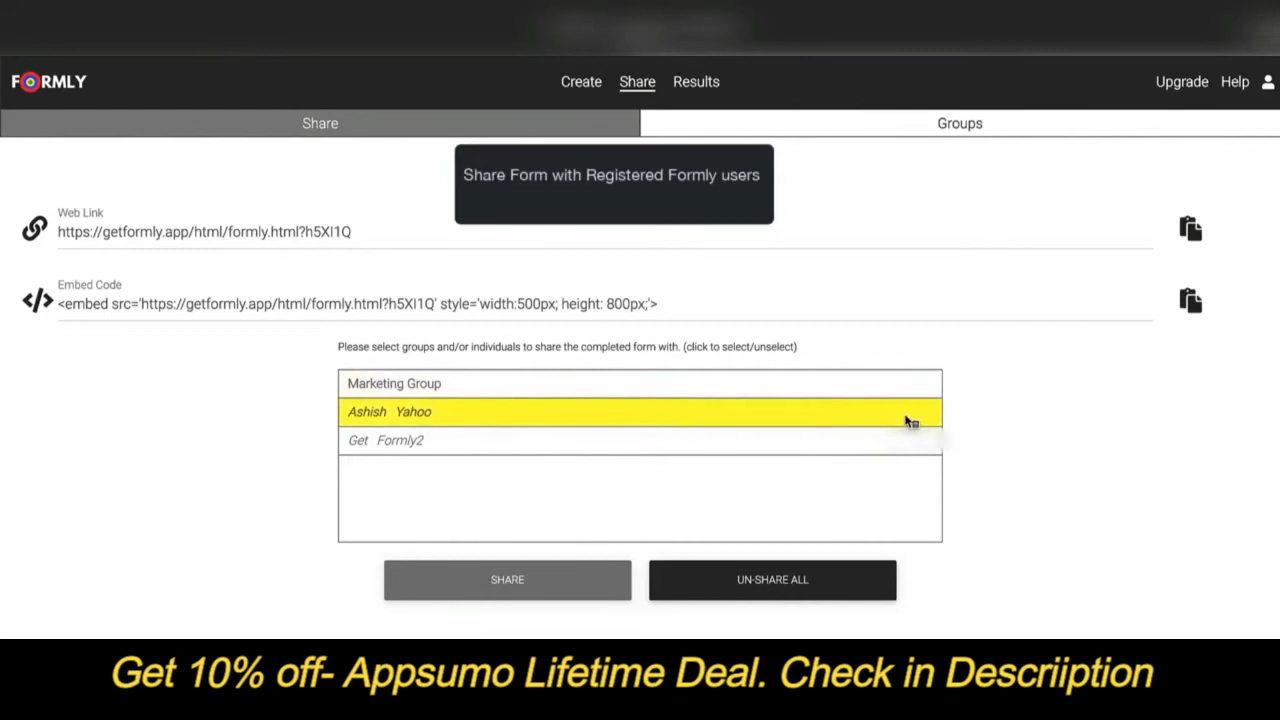 FORMLY
Create Share Results
Upgrade Help
Share
Groups
Share Form with Registered Formly users
Web Link
https://getformly.app/html/formly.html?h5XI1Q
Embed Code
<embed src='https://getformly.app/html/formly.html?h5XI1Q' style='width:500px; height: 800px;'>
Please select groups and/or individuals to share the completed form with. (click to select/unselect)
Marketing Group
Ashish Yahoo
Get Formly2
SHARE
UN-SHARE ALL
Get 10% off- Appsumo Lifetime Deal. Check in Descriiption